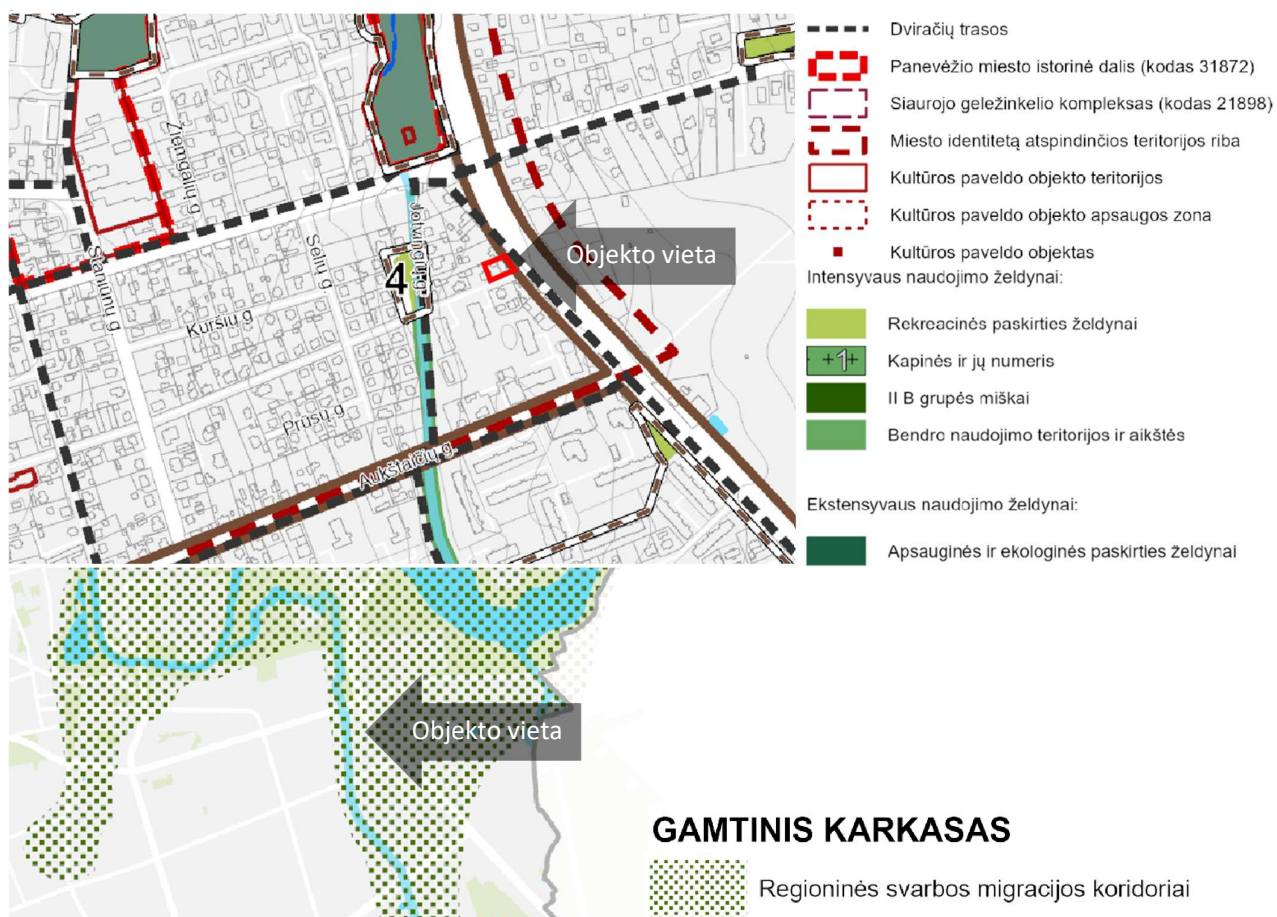 Žiemgalių g.
Staniūnų g.
Kuršių g.
Sėlių g.
Jotvingių g.
4
Prūsų g.
Aukštaičių g.
Objekto vieta
Dviračių trasos
Panevėžio miesto istorinė dalis (kodas 31872)
Siaurojo geležinkelio kompleksas (kodas 21898)
Miesto identitetą atspindinčios teritorijos riba
Kultūros paveldo objekto teritorijos
Kultūros paveldo objekto apsaugos zona
Kultūros paveldo objektas
Intensyvaus naudojimo želdynai:
Rekreacinės paskirties želdynai
+1+
Kapinės ir jų numeris
II B grupės miškai
Bendro naudojimo teritorijos ir aikštės
Ekstensyvaus naudojimo želdynai:
Apsauginės ir ekologinės paskirties želdynai
Objekto vieta
GAMTINIS KARKASAS
Regioninės svarbos migracijos koridoriai